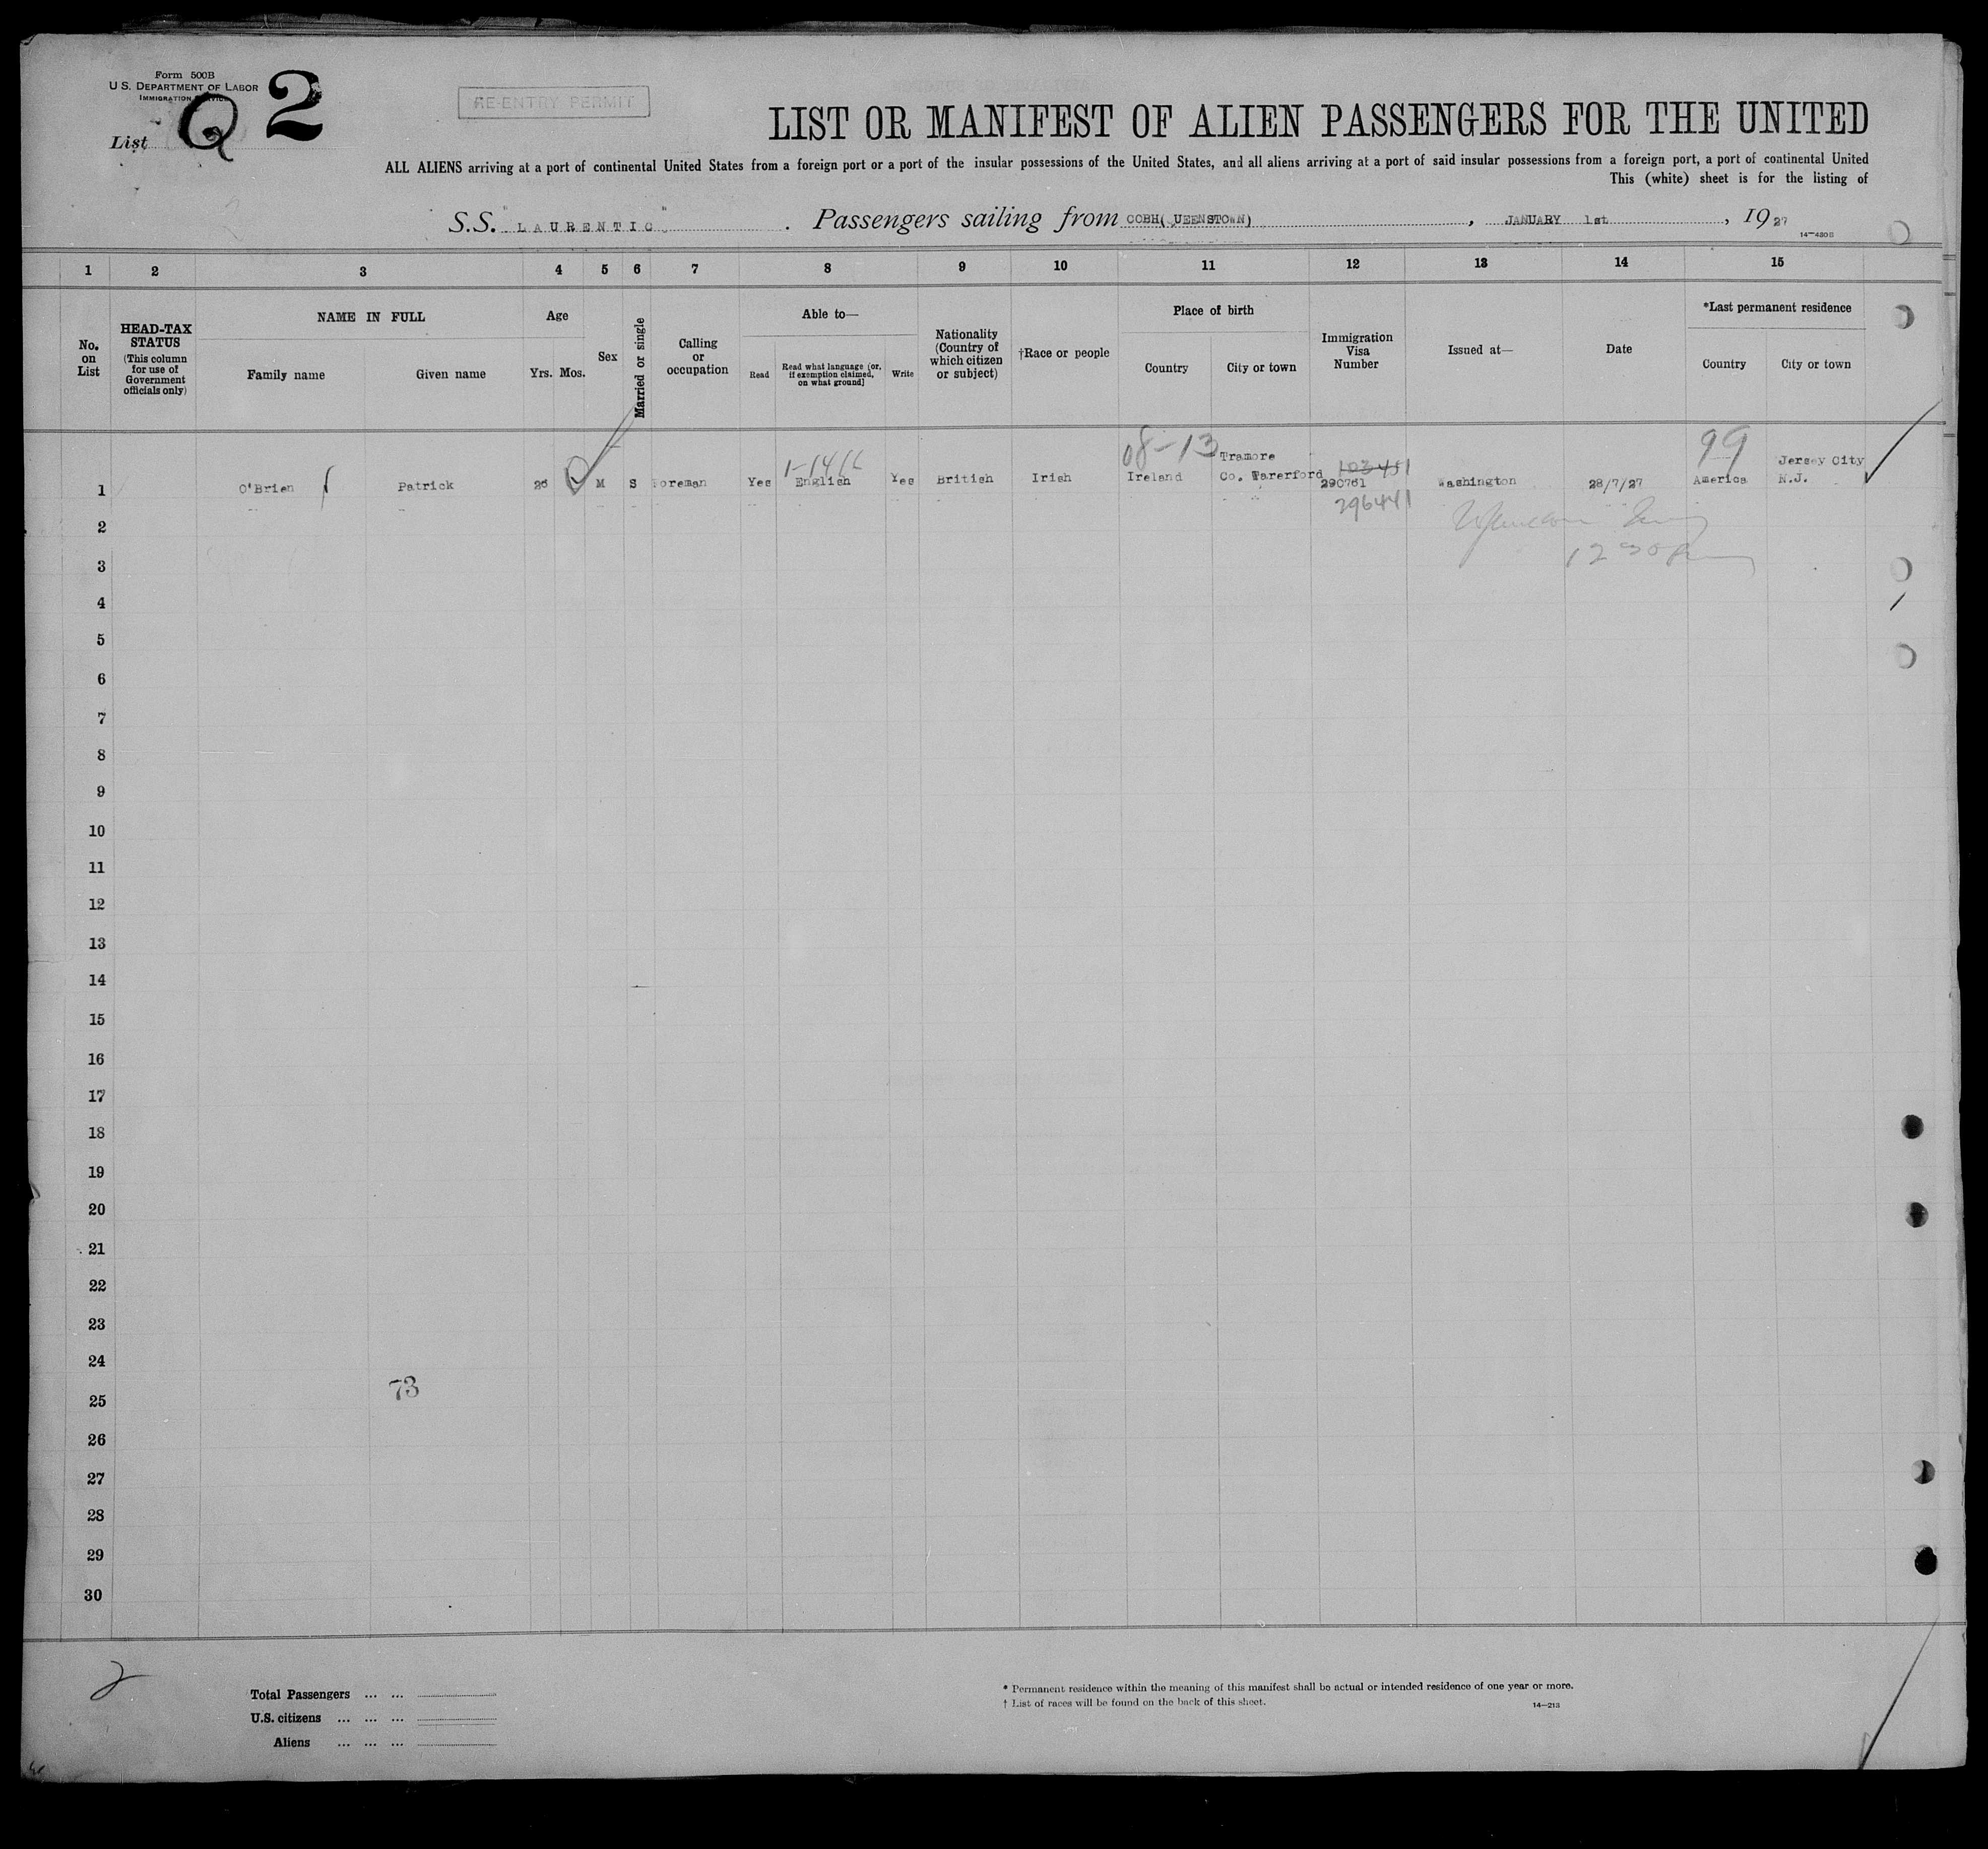 Form 500B
U S. DEPARTMENT OF LABOR
IMMIGRATION SERVICE
List Q 2
RE-ENTRY PERMIT
LIST OR MANIFEST OF ALIEN PASSENGERS FOR THE UNITED
ALL ALIENS arriving at a port of continental United States from a foreign port or a port of the insular possessions of the United States, and all aliens arriving at a port of said insular possessions from a foreign port, a port of continental United
This (white) sheet is for the listing of
S.S. "LAURENTIC" . Passengers sailing from COBH( UEENSTOWN) , JANUARY 1st , 19 27
14—430B
1 2 3 4 5 6 7 8 9 10 11 12 13 14 15
No. on List
HEAD-TAX STATUS
(This column for use of Government officials only)
NAME IN FULL
Family name Given name
Age
Yrs. Mos.
Sex
Married or single
Calling or occupation
Able to—
Read
Read what language [or, if exemption claimed, on what ground]
Write
Nationality (Country of which citizen or subject)
†Race or people
Place of birth
Country City or town
Immigration Visa Number
Issued at—
Date
*Last permanent residence
Country City or town
08-13 99
Tramore Jersey City
1 O'Brien Patrick 26 M S Foreman Yes English Yes British Irish Ireland Co. Warerford 290761 Washington 28/7/27 America N.J.
296441
2
3
4
5
6
7
8
9
10
11
12
13
14
15
16
17
18
19
20
21
22
23
24
73
25
26
27
28
29
30
2
Total Passengers ... ...
U.S. citizens ... ... ...
Aliens ... ... ...
* Permanent residence within the meaning of this manifest shall be actual or intended residence of one year or more.
† List of races will be found on the back of this sheet.
14—213